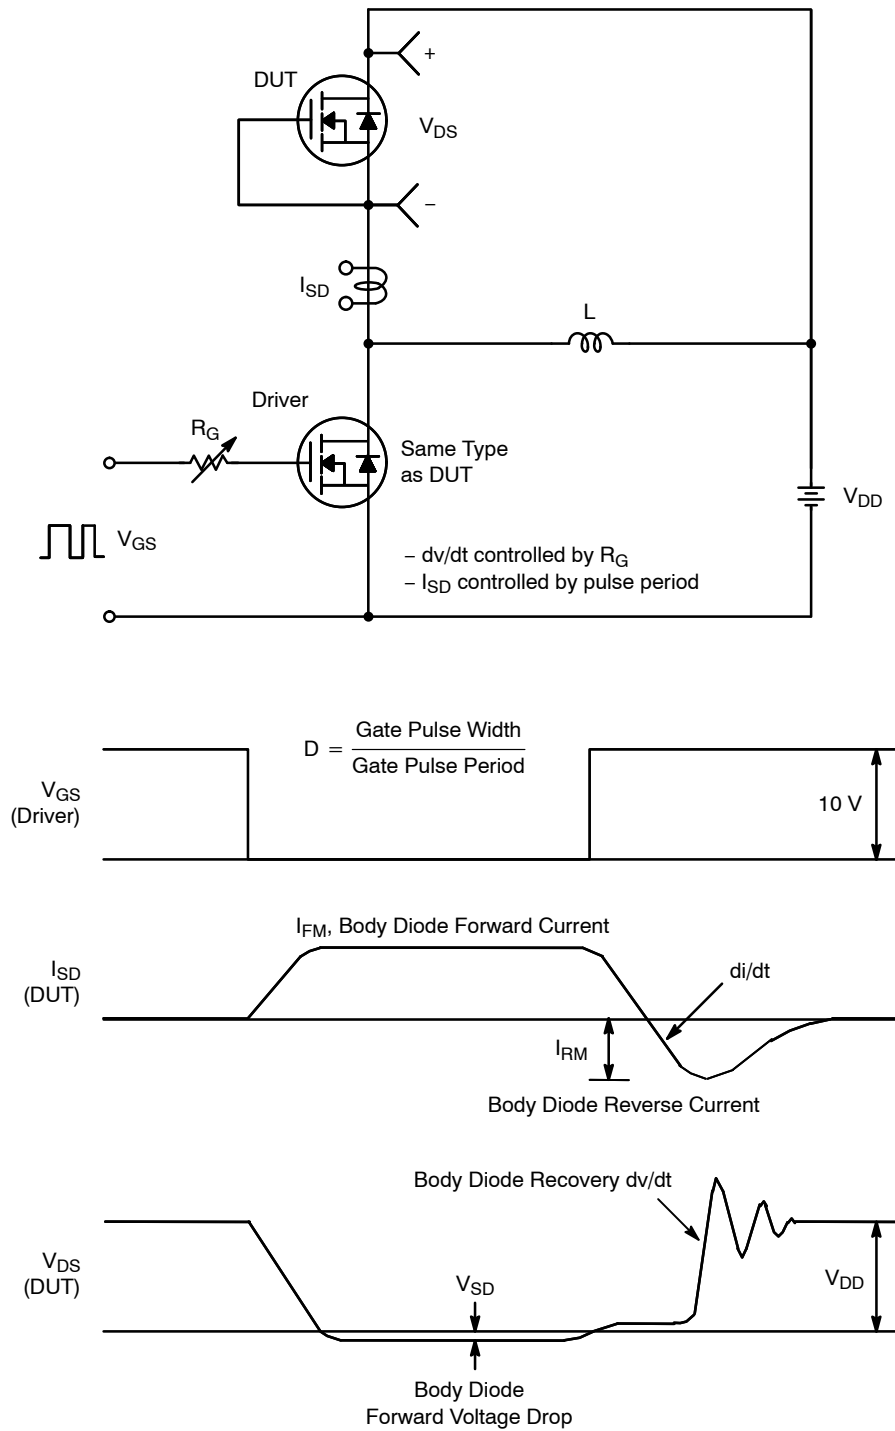 DUT
+
V_DS
–
I_SD
L
Driver
R_G
Same Type
as DUT
V_DD
V_GS
– dv/dt controlled by R_G
– I_SD controlled by pulse period
D = Gate Pulse Width
Gate Pulse Period
V_GS
(Driver)
10 V
I_FM, Body Diode Forward Current
I_SD
(DUT)
di/dt
I_RM
Body Diode Reverse Current
Body Diode Recovery dv/dt
V_DS
(DUT)
V_SD
V_DD
Body Diode
Forward Voltage Drop